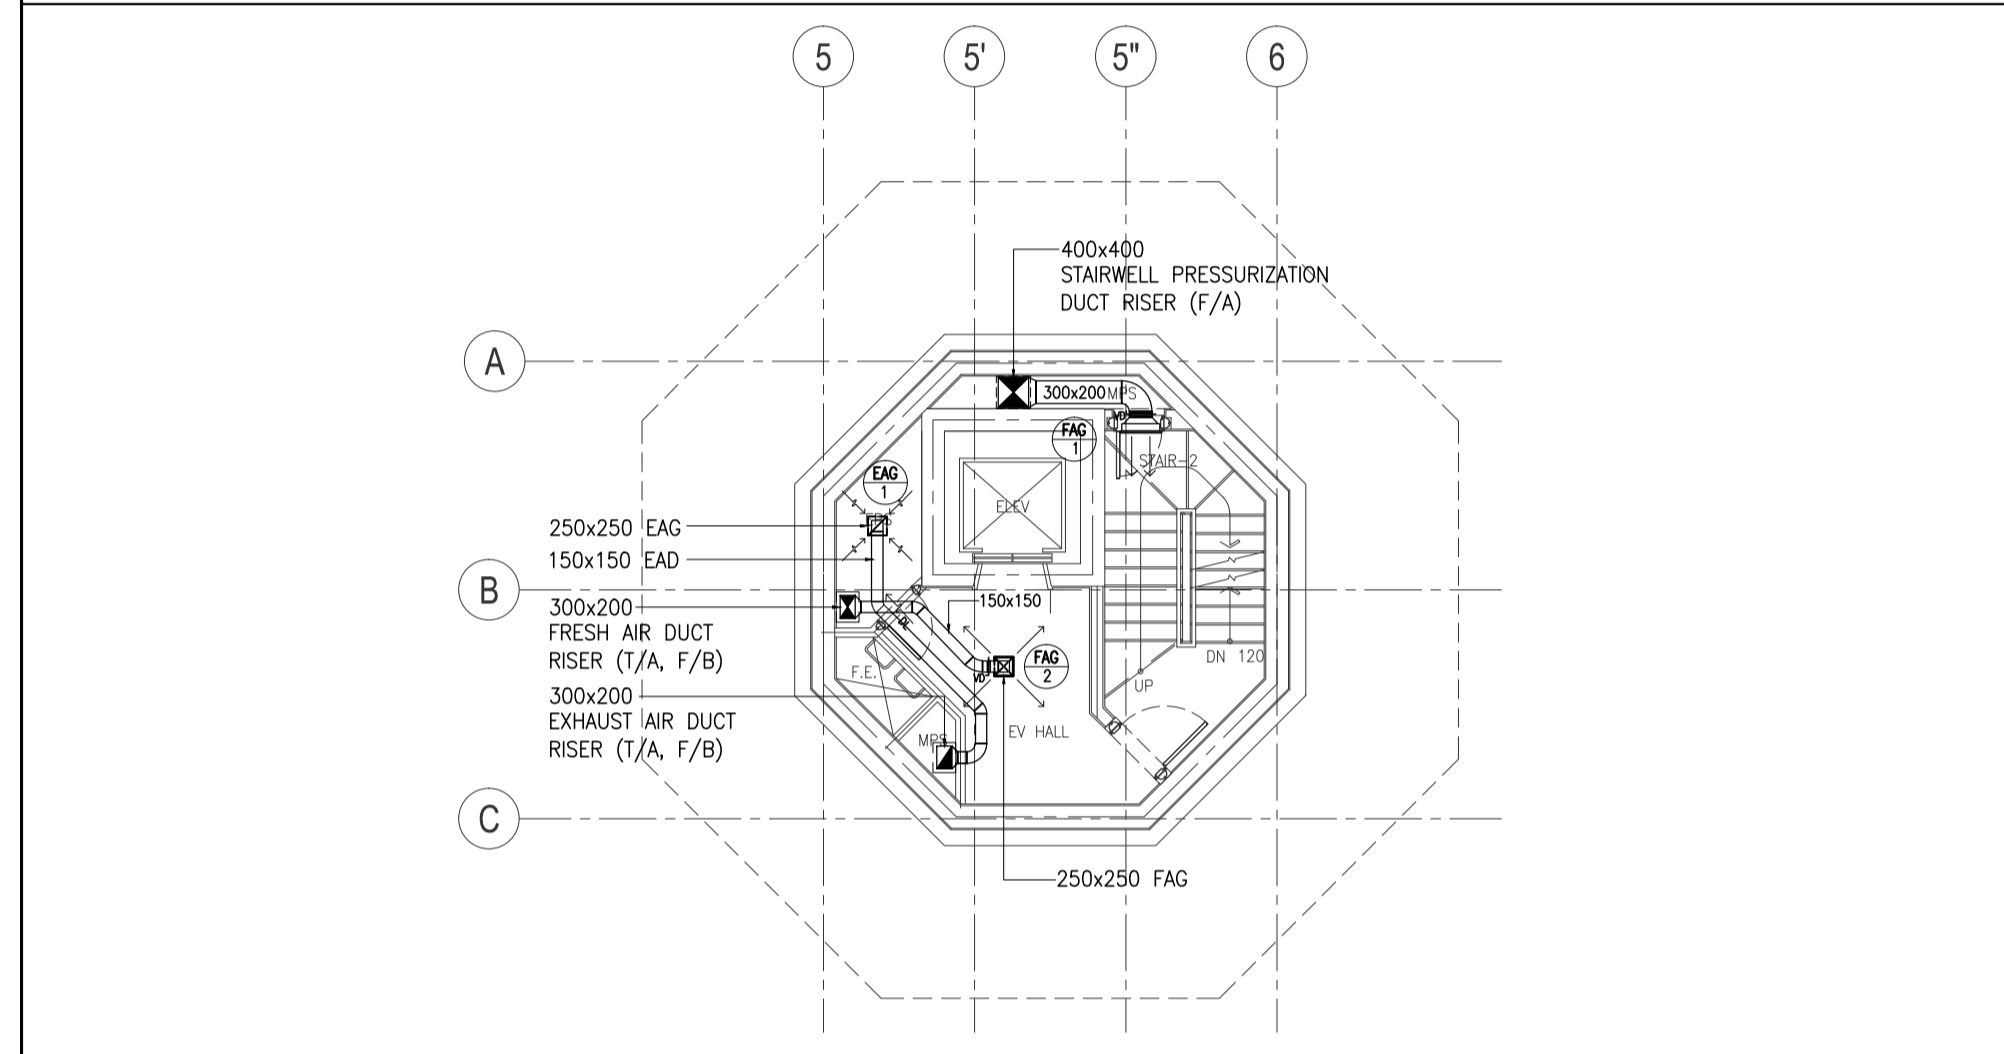 5
5'
5"
6
400x400
STAIRWELL PRESSURIZATION
DUCT RISER (F/A)
A
300x200
MPS
VD
FAG
1
STAIR-2
EAG
1
ELEV
250x250 EAG
150x150 EAD
B
300x200
FRESH AIR DUCT
RISER (T/A, F/B)
150x150
FAG
2
VD
F.E.
DN 120
UP
300x200
EXHAUST AIR DUCT
RISER (T/A, F/B)
MPS
EV HALL
C
250x250 FAG